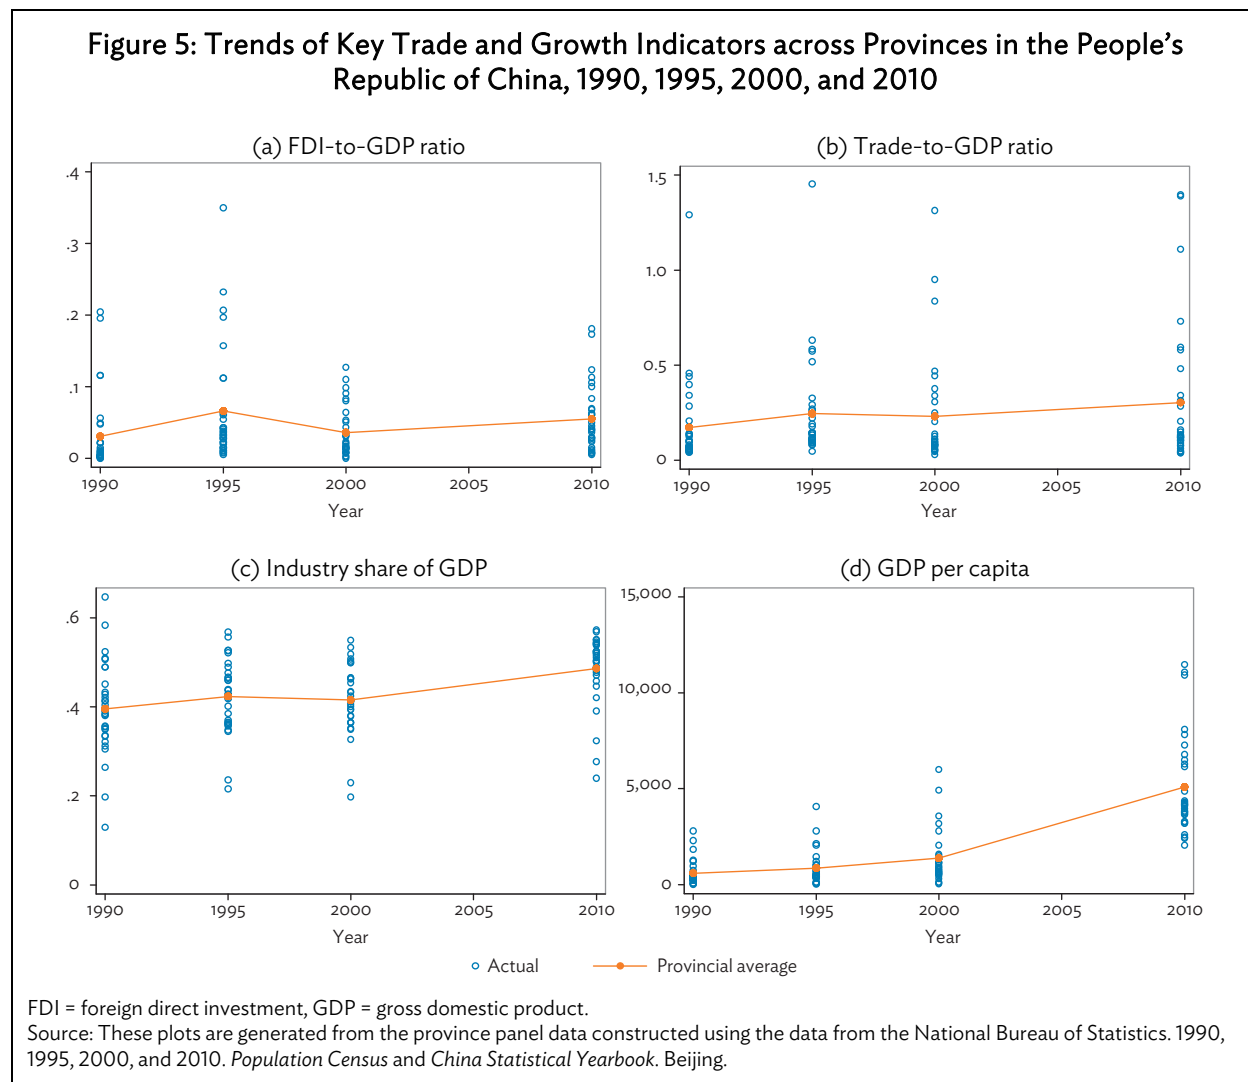 Figure 5: Trends of Key Trade and Growth Indicators across Provinces in the People’s
Republic of China, 1990, 1995, 2000, and 2010
(a) FDI-to-GDP ratio
.4
.3
.2
.1
0
1990 1995 2000 2005 2010
Year
(b) Trade-to-GDP ratio
1.5
1.0
0.5
0
1990 1995 2000 2005 2010
Year
(c) Industry share of GDP
.6
.4
.2
0
1990 1995 2000 2005 2010
Year
(d) GDP per capita
15,000
10,000
5,000
0
1990 1995 2000 2005 2010
Year
Actual Provincial average
FDI = foreign direct investment, GDP = gross domestic product.
Source: These plots are generated from the province panel data constructed using the data from the National Bureau of Statistics. 1990,
1995, 2000, and 2010. Population Census and China Statistical Yearbook. Beijing.